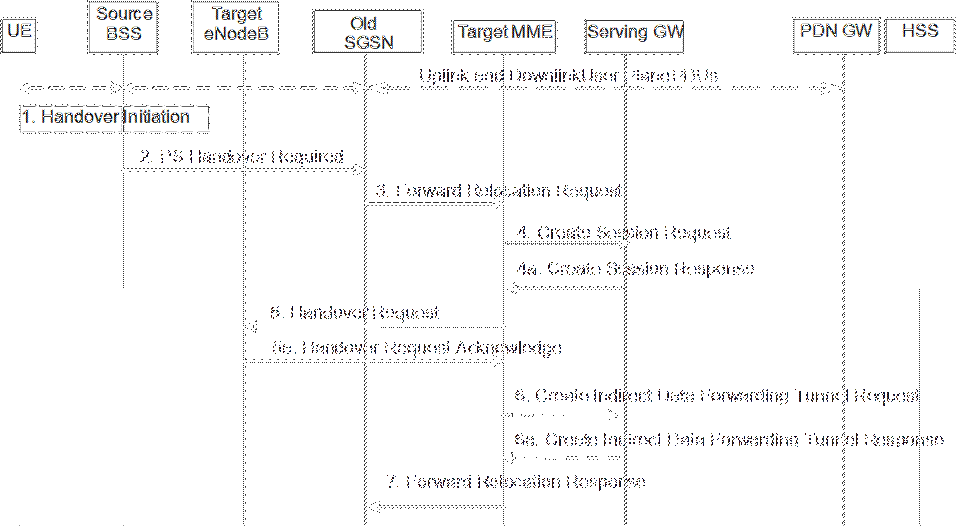 UE
Source
BSS
Target
eNodeB
Old
SGSN
Target MME
Serving GW
PDN GW
HSS
Uplink and Downlink User Plane PDUs
1. Handover Initiation
2. PS Handover Required
3. Forward Relocation Request
4. Create Session Request
4a. Create Session Response
5. Handover Request
5a. Handover Request Acknowledge
6. Create Indirect Data Forwarding Tunnel Request
6a. Create Indirect Data Forwarding Tunnel Response
7. Forward Relocation Response